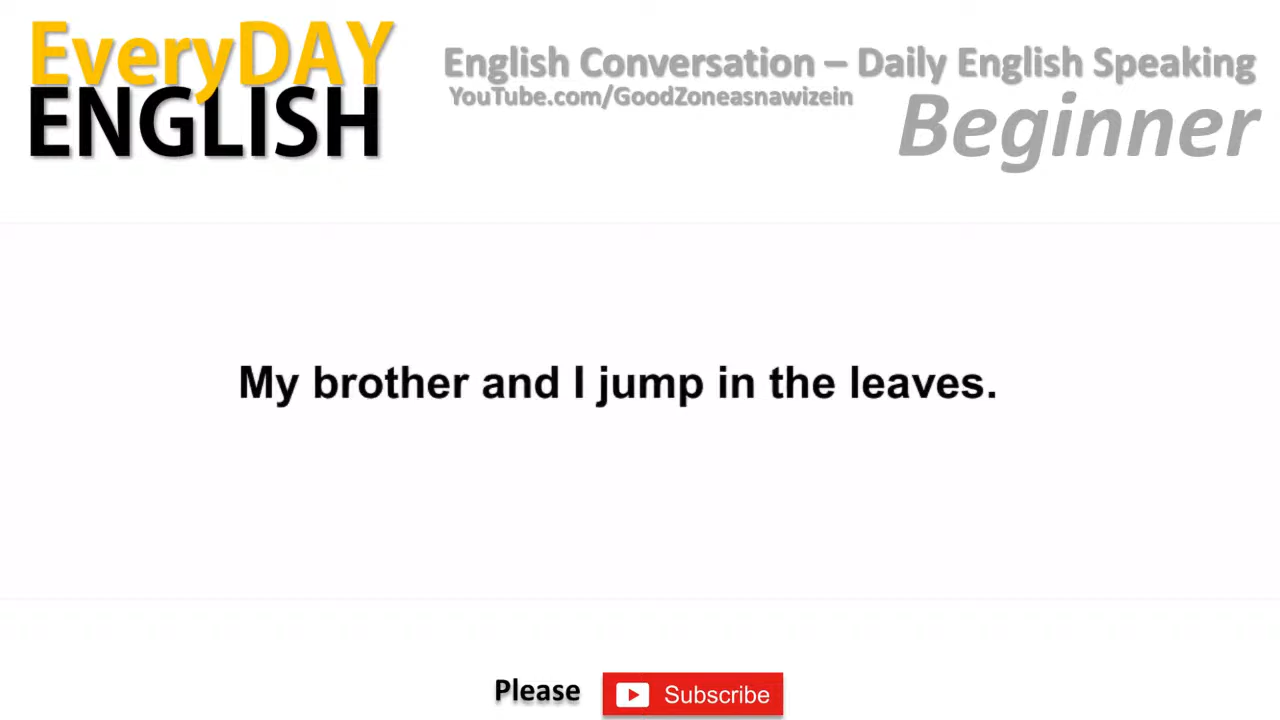 EveryDAY
ENGLISH
English Conversation – Daily English Speaking
YouTube.com/GoodZoneasnawizein
Beginner
My brother and I jump in the leaves.
Please
Subscribe